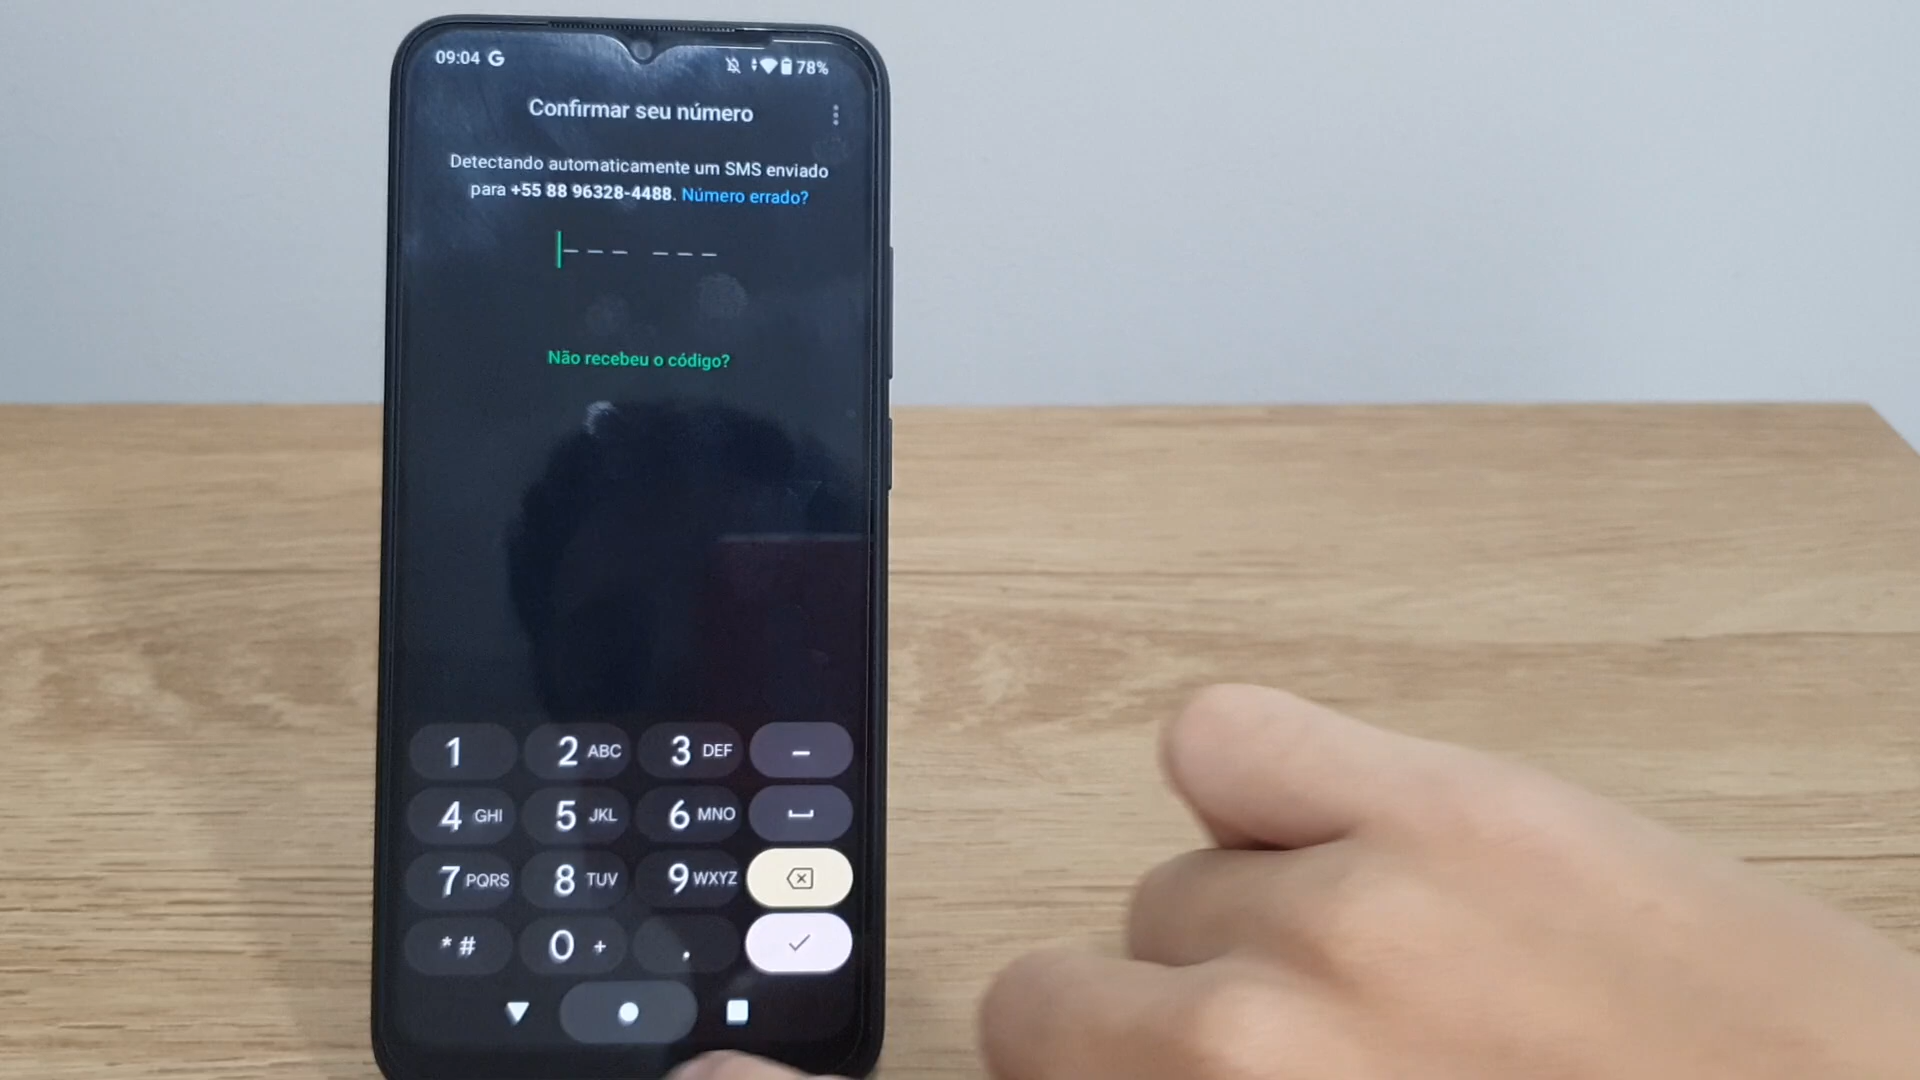 09:04 G 78%
Confirmar seu número
Detectando automaticamente um SMS enviado
para +55 88 96328-4488. Número errado?
Não recebeu o código?
1 2 ABC 3 DEF –
4 GHI 5 JKL 6 MNO
7 PQRS 8 TUV 9 WXYZ
* # 0 + .